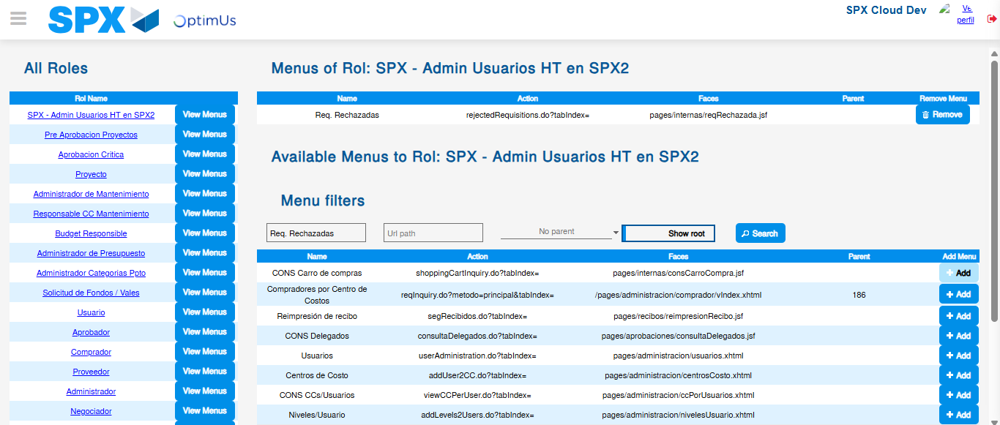 SPX
OptimUs
SPX Cloud Dev
Ve
perfil
All Roles
Rol Name
SPX - Admin Usuarios HT en SPX2 View Menus
Pre Aprobacion Proyectos View Menus
Aprobacion Critica View Menus
Proyecto View Menus
Administrador de Mantenimiento View Menus
Responsable CC Mantenimiento View Menus
Budget Responsible View Menus
Administrador de Presupuesto View Menus
Administrador Categorias Ppto View Menus
Solicitud de Fondos / Vales View Menus
Usuario View Menus
Aprobador View Menus
Comprador View Menus
Proveedor View Menus
Administrador View Menus
Negociador View Menus
Menus of Rol: SPX - Admin Usuarios HT en SPX2
Name Action Faces Parent Remove Menu
Req. Rechazadas rejectedRequisitions.do?tabIndex= pages/internas/reqRechazada.jsf Remove
Available Menus to Rol: SPX - Admin Usuarios HT en SPX2
Menu filters
Req. Rechazadas Url path No parent Show root Search
Name Action Faces Parent Add Menu
CONS Carro de compras shoppingCartInquiry.do?tabIndex= pages/internas/consCarroCompra.jsf + Add
Compradores por Centro de
Costos reqInquiry.do?metodo=principal&tabIndex= /pages/administracion/comprador/vIndex.xhtml 186 + Add
Reimpresión de recibo segRecibidos.do?tabIndex= pages/recibos/reimpresionRecibo.jsf + Add
CONS Delegados consultaDelegados.do?tabIndex= pages/aprobaciones/consultaDelegados.jsf + Add
Usuarios userAdministration.do?tabIndex= pages/administracion/usuarios.xhtml + Add
Centros de Costo addUser2CC.do?tabIndex= pages/administracion/centrosCosto.xhtml + Add
CONS CCs/Usuarios viewCCPerUser.do?tabIndex= pages/administracion/ccPorUsuarios.xhtml + Add
Niveles/Usuario addLevels2Users.do?tabIndex= pages/administracion/nivelesUsuario.xhtml + Add